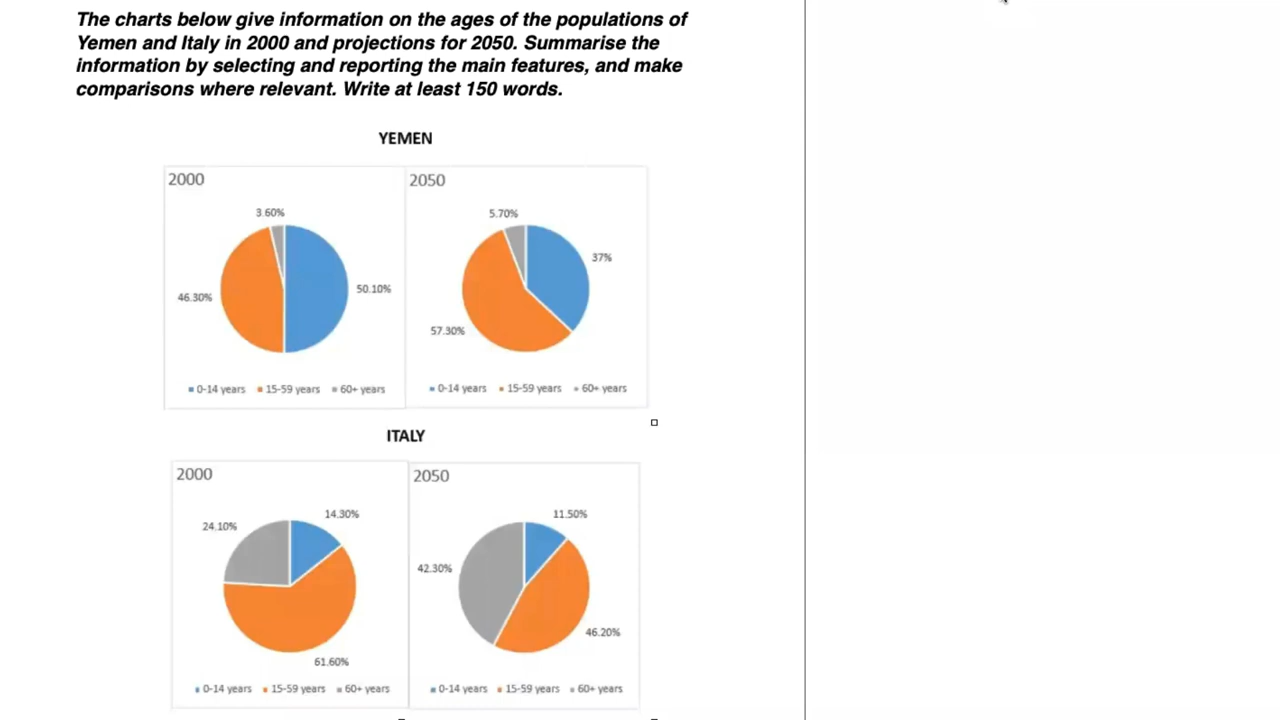 The charts below give information on the ages of the populations of
Yemen and Italy in 2000 and projections for 2050. Summarise the
information by selecting and reporting the main features, and make
comparisons where relevant. Write at least 150 words.
YEMEN
2000
3.60%
46.30%
50.10%
0-14 years 15-59 years 60+ years
2050
5.70%
37%
57.30%
0-14 years 15-59 years 60+ years
ITALY
2000
14.30%
24.10%
61.60%
0-14 years 15-59 years 60+ years
2050
11.50%
42.30%
46.20%
0-14 years 15-59 years 60+ years